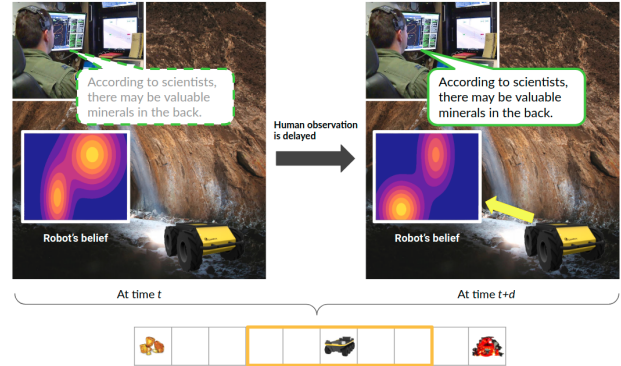 According to scientists,
there may be valuable
minerals in the back.
Robot's belief
At time t
Human observation
is delayed
According to scientists,
there may be valuable
minerals in the back.
Robot's belief
At time t+d